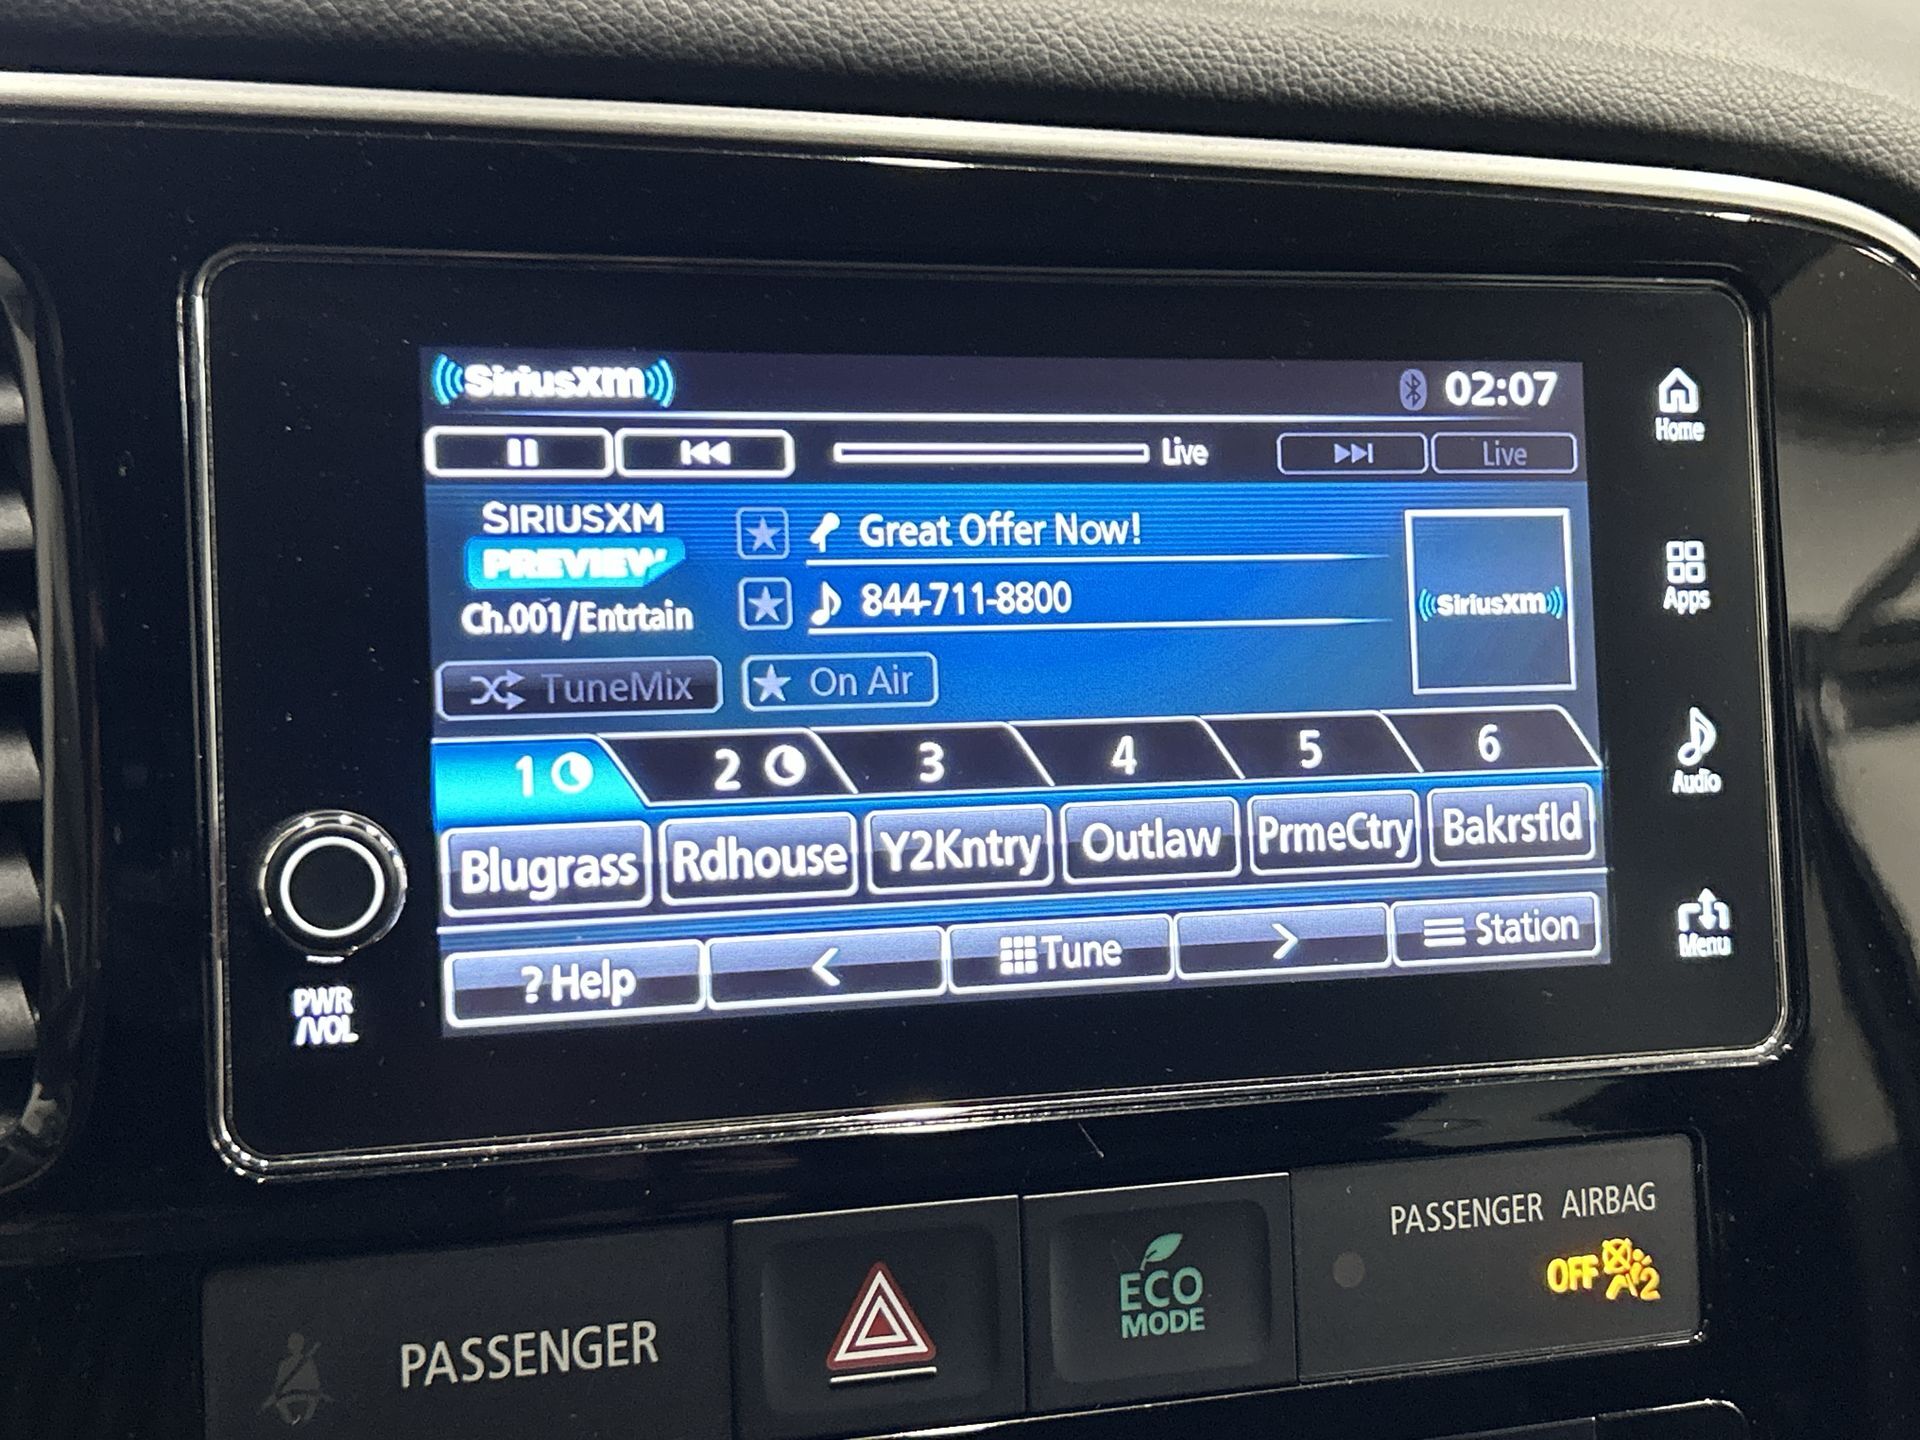 SiriusXM 02:07
Live Live
SIRIUSXM
PREVIEW
Ch.001/Entrtain
Great Offer Now!
844-711-8800
SiriusXM
TuneMix On Air
1 2 3 4 5 6
Blugrass Rdhouse Y2Kntry Outlaw PrmeCtry Bakrsfld
? Help < Tune > Station
Home
Apps
Audio
Menu
PWR
/VOL
PASSENGER
ECO
MODE
PASSENGER AIRBAG
OFF 2